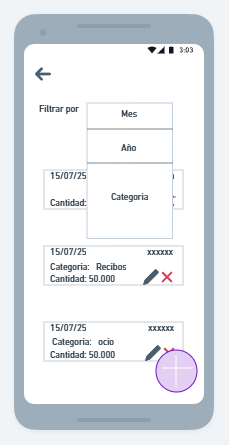 3:03
Filtrar por
Mes
Año
Categoria
15/07/25
Cantidad:
15/07/25 xxxxxx
Categoria: Recibos
Cantidad: 50.000
15/07/25 xxxxxx
Categoria: ocio
Cantidad: 50.000